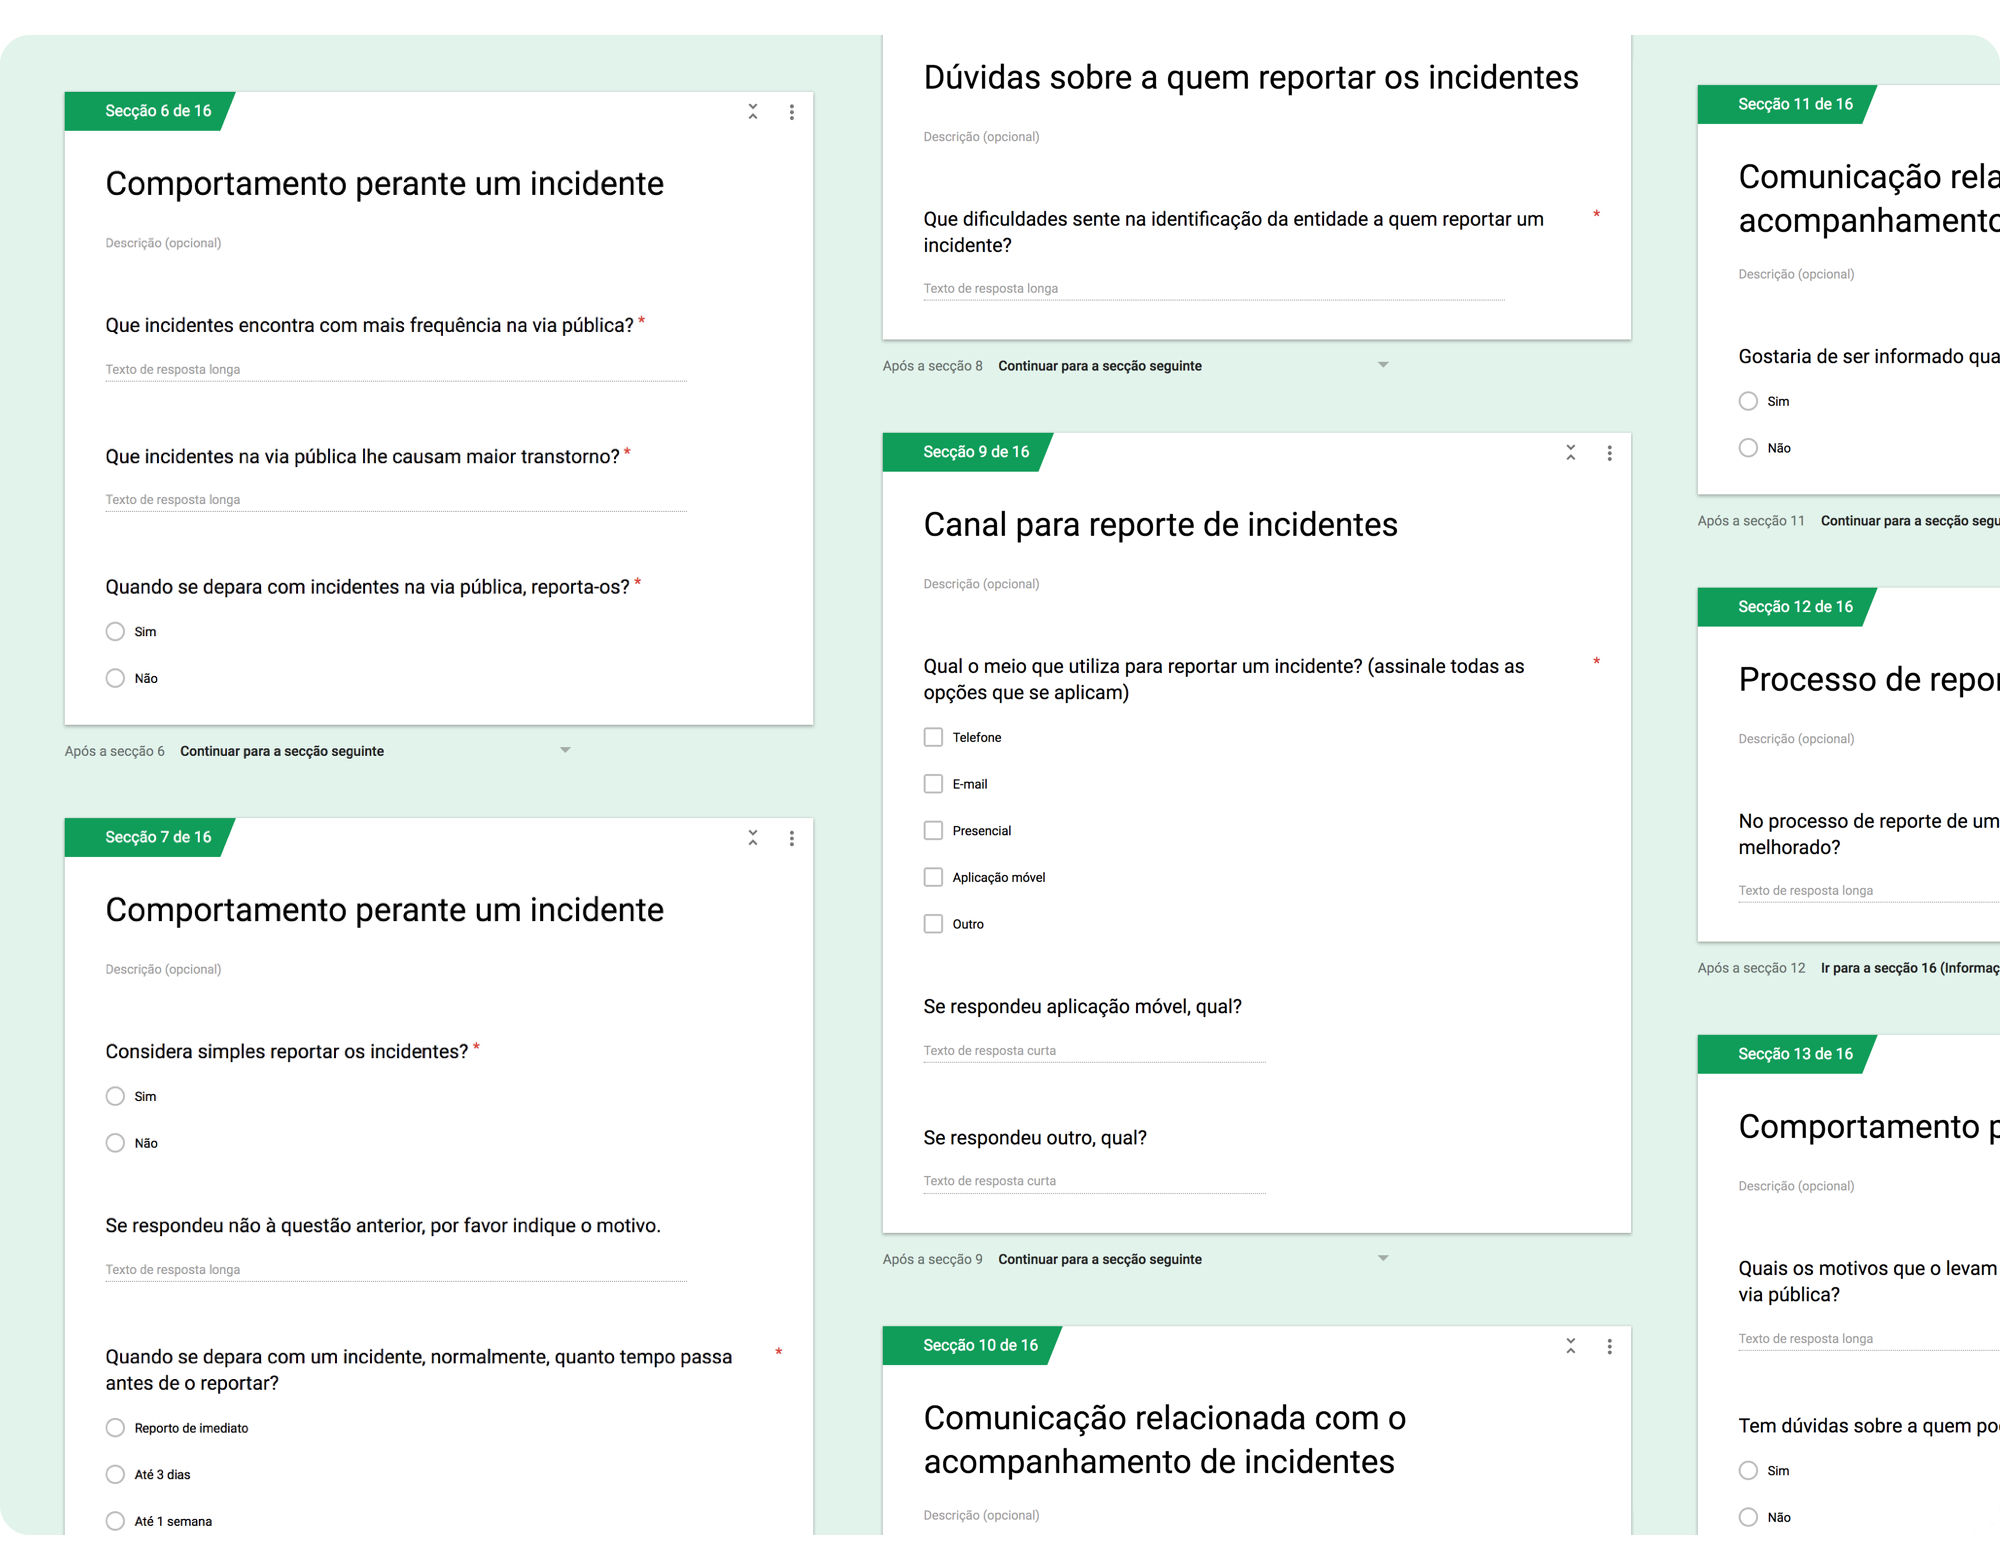 Secção 6 de 16
Comportamento perante um incidente
Descrição (opcional)
Que incidentes encontra com mais frequência na via pública? *
Texto de resposta longa
Que incidentes na via pública lhe causam maior transtorno? *
Texto de resposta longa
Quando se depara com incidentes na via pública, reporta-os? *
Sim
Não
Após a secção 6 Continuar para a secção seguinte
Secção 7 de 16
Comportamento perante um incidente
Descrição (opcional)
Considera simples reportar os incidentes? *
Sim
Não
Se respondeu não à questão anterior, por favor indique o motivo.
Texto de resposta longa
Quando se depara com um incidente, normalmente, quanto tempo passa *
antes de o reportar?
Reporto de imediato
Até 3 dias
Até 1 semana
Dúvidas sobre a quem reportar os incidentes
Descrição (opcional)
Que dificuldades sente na identificação da entidade a quem reportar um *
incidente?
Texto de resposta longa
Após a secção 8 Continuar para a secção seguinte
Secção 9 de 16
Canal para reporte de incidentes
Descrição (opcional)
Qual o meio que utiliza para reportar um incidente? (assinale todas as *
opções que se aplicam)
Telefone
E-mail
Presencial
Aplicação móvel
Outro
Se respondeu aplicação móvel, qual?
Texto de resposta curta
Se respondeu outro, qual?
Texto de resposta curta
Após a secção 9 Continuar para a secção seguinte
Secção 10 de 16
Comunicação relacionada com o
acompanhamento de incidentes
Descrição (opcional)
Secção 11 de 16
Comunicação rela
acompanhamento
Descrição (opcional)
Gostaria de ser informado qua
Sim
Não
Após a secção 11 Continuar para a secção segu
Secção 12 de 16
Processo de repor
Descrição (opcional)
No processo de reporte de um
melhorado?
Texto de resposta longa
Após a secção 12 Ir para a secção 16 (Informaç
Secção 13 de 16
Comportamento p
Descrição (opcional)
Quais os motivos que o levam
via pública?
Texto de resposta longa
Tem dúvidas sobre a quem po
Sim
Não